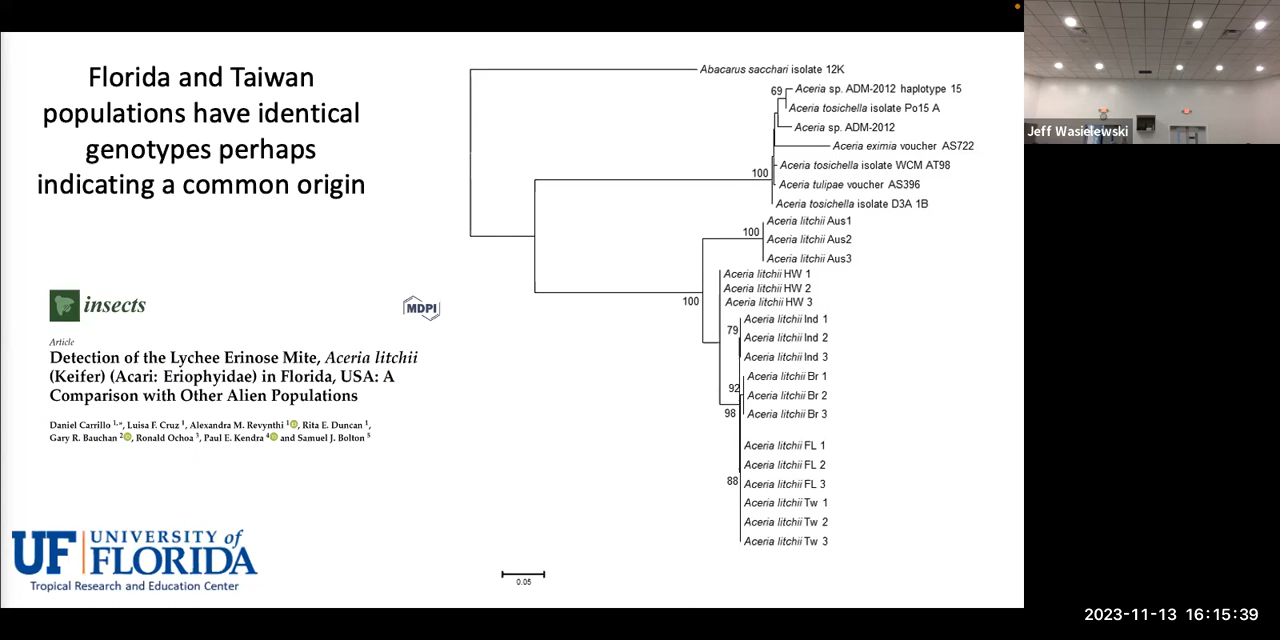 Florida and Taiwan
populations have identical
genotypes perhaps
indicating a common origin
insects
MDPI
Article
Detection of the Lychee Erinose Mite, Aceria litchii
(Keifer) (Acari: Eriophyidae) in Florida, USA: A
Comparison with Other Alien Populations
Daniel Carrillo 1,*, Luisa F. Cruz 1, Alexandra M. Revynthi 1, Rita E. Duncan 1,
Gary R. Bauchan 2, Ronald Ochoa 3, Paul E. Kendra 4 and Samuel J. Bolton 5
UF UNIVERSITY of
FLORIDA
Tropical Research and Education Center
Abacarus sacchari isolate 12K
69
Aceria sp. ADM-2012 haplotype 15
Aceria tosichella isolate Po15 A
Aceria sp. ADM-2012
Aceria eximia voucher AS722
Aceria tosichella isolate WCM AT98
100
Aceria tulipae voucher AS396
Aceria tosichella isolate D3A 1B
Aceria litchii Aus1
100
Aceria litchii Aus2
Aceria litchii Aus3
Aceria litchii HW 1
Aceria litchii HW 2
100
Aceria litchii HW 3
Aceria litchii Ind 1
79
Aceria litchii Ind 2
Aceria litchii Ind 3
Aceria litchii Br 1
92
Aceria litchii Br 2
98
Aceria litchii Br 3
Aceria litchii FL 1
Aceria litchii FL 2
88
Aceria litchii FL 3
Aceria litchii Tw 1
Aceria litchii Tw 2
Aceria litchii Tw 3
0.05
Jeff Wasielewski
2023-11-13 16:15:39